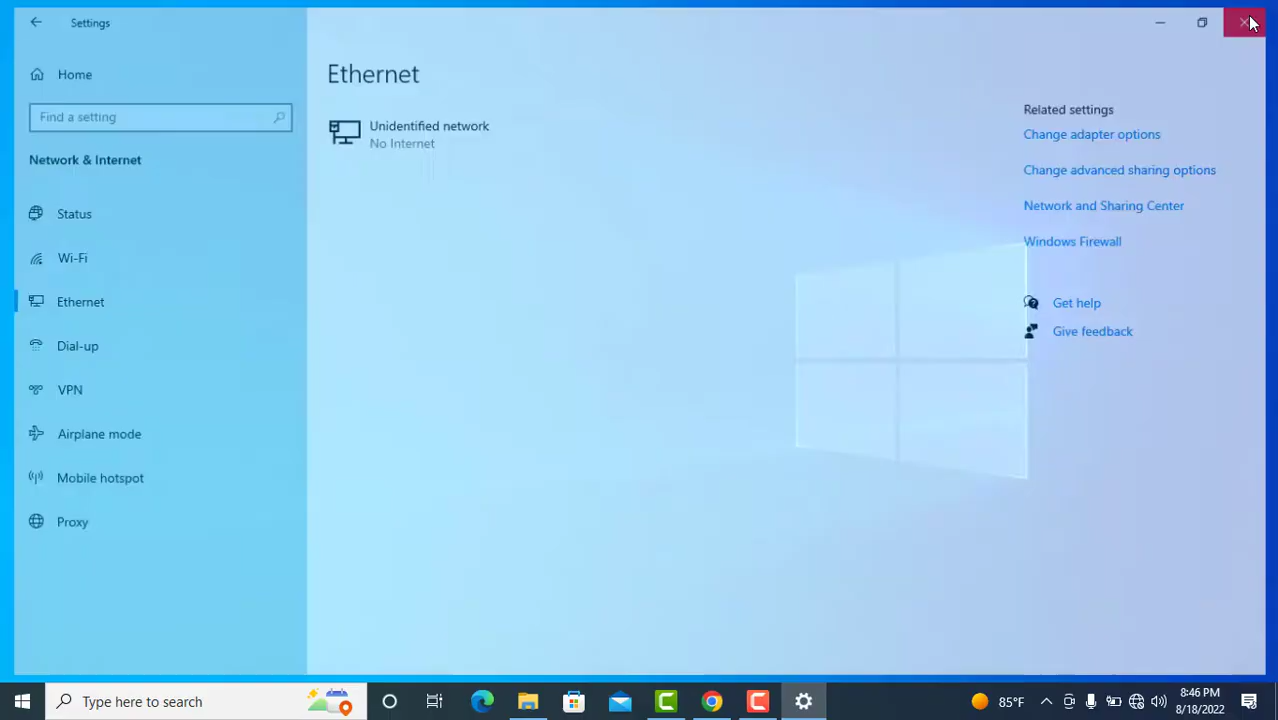 Settings
Home
Find a setting
Network & Internet
Status
Wi-Fi
Ethernet
Dial-up
VPN
Airplane mode
Mobile hotspot
Proxy
Ethernet
Unidentified network
No Internet
Related settings
Change adapter options
Change advanced sharing options
Network and Sharing Center
Windows Firewall
Get help
Give feedback
Type here to search
85°F
8:46 PM
8/18/2022